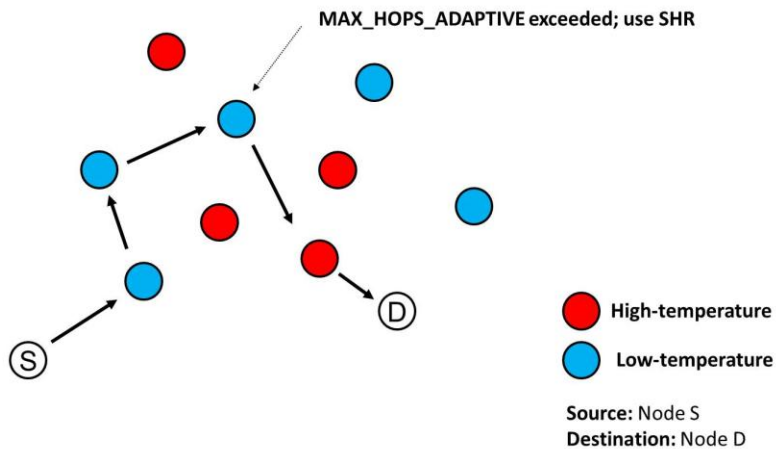 MAX_HOPS_ADAPTIVE exceeded; use SHR
S
D
High-temperature
Low-temperature
Source: Node S
Destination: Node D